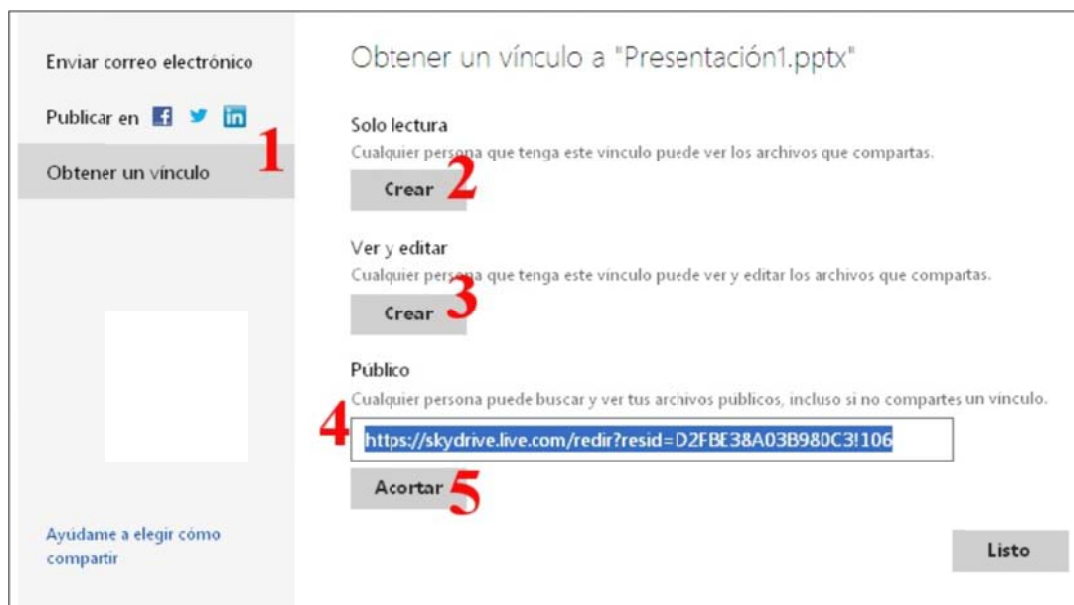 Enviar correo electrónico
Publicar en
1
Obtener un vínculo
Ayúdame a elegir cómo
compartir
Obtener un vínculo a "Presentación1.pptx"
Solo lectura
Cualquier persona que tenga este vínculo puede ver los archivos que compartas.
Crear 2
Ver y editar
Cualquier persona que tenga este vínculo puede ver y editar los archivos que compartas.
Crear 3
Público
Cualquier persona puede buscar y ver tus archivos públicos, incluso si no compartes un vínculo.
4 https://skydrive.live.com/redir?resid=D2FBE38A03B980C3!106
Acortar 5
Listo